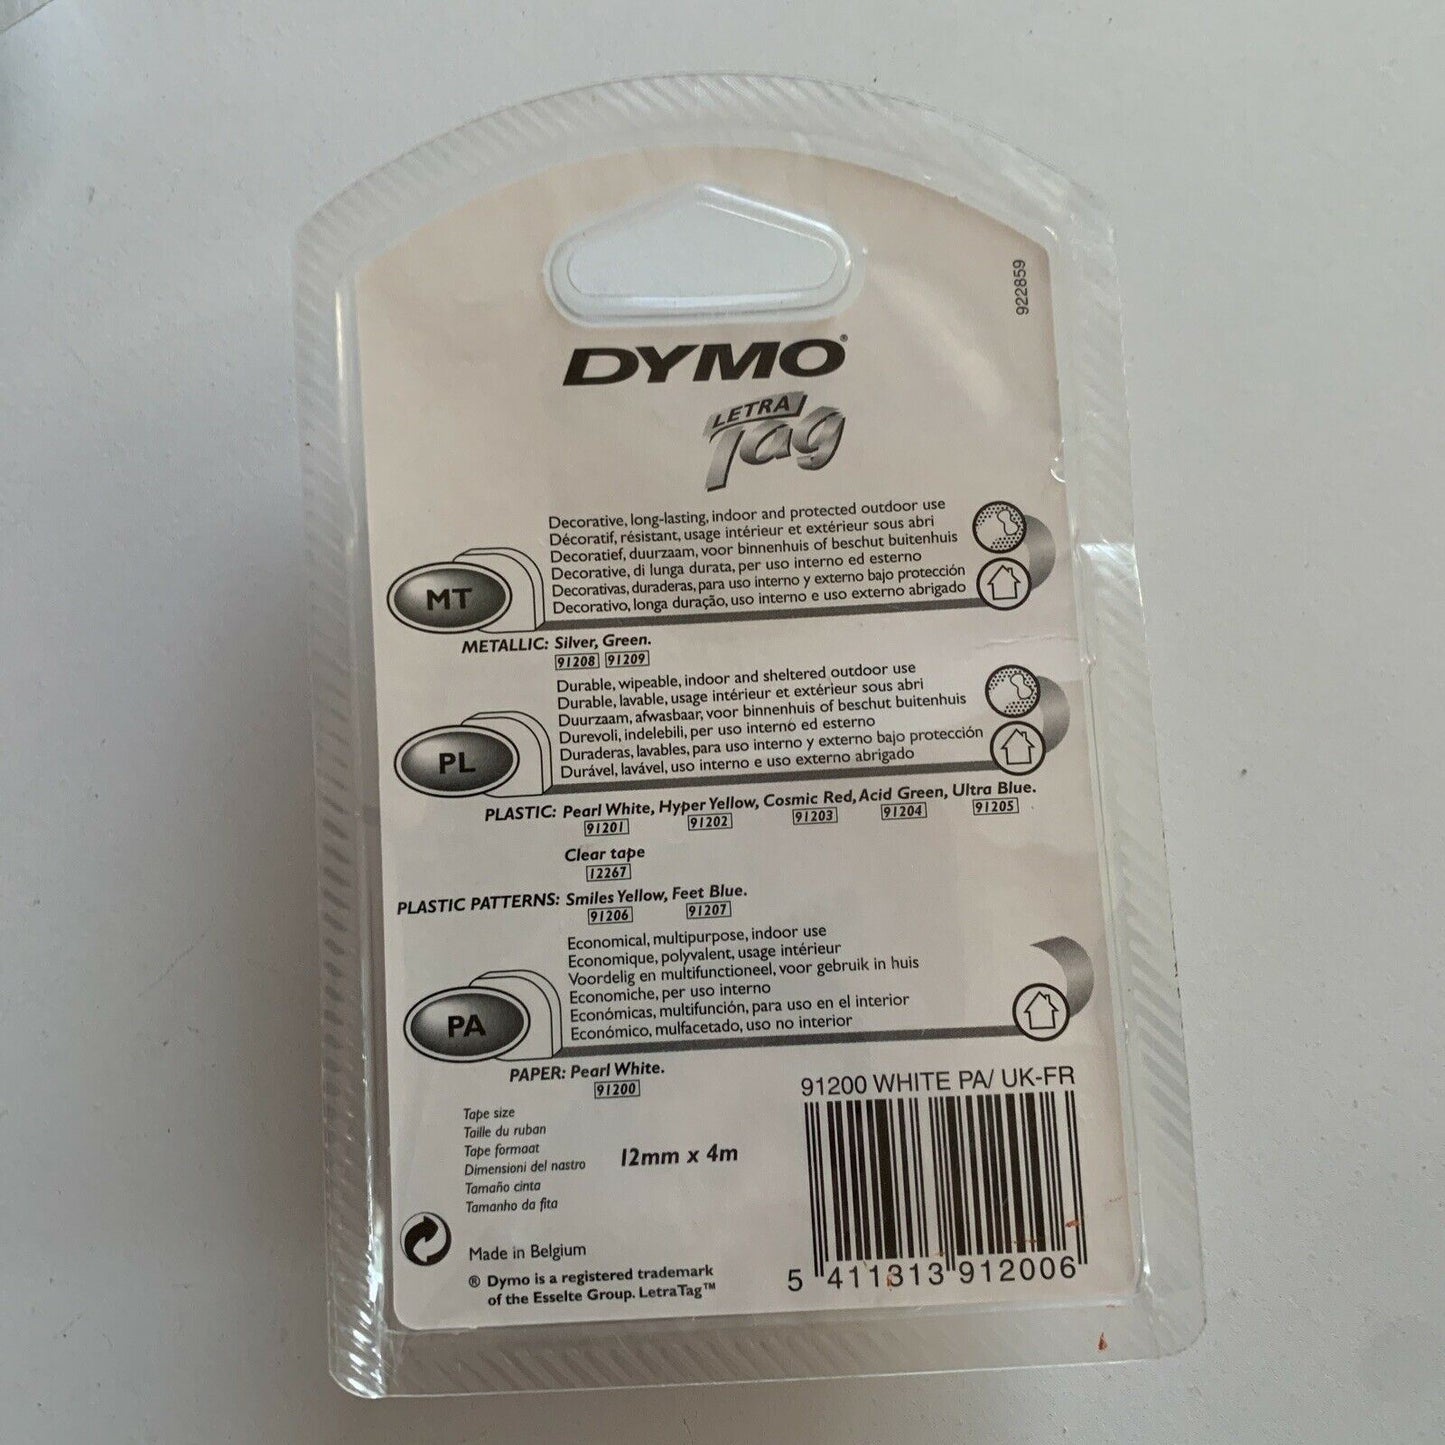 922859
DYMO®
LETRA
Tag
Decorative, long-lasting, indoor and protected outdoor use
Décoratif, résistant, usage intérieur et extérieur sous abri
Decoratief, duurzaam, voor binnenhuis of beschut buitenhuis
Decorative, di lunga durata, per uso interno ed esterno
Decorativas, duraderas, para uso interno y externo bajo protección
Decorativo, longa duração, uso interno e uso externo abrigado
MT
METALLIC: Silver, Green.
91208 91209
Durable, wipeable, indoor and sheltered outdoor use
Durable, lavable, usage intérieur et extérieur sous abri
Duurzaam, afwasbaar, voor binnenhuis of beschut buitenhuis
Durevoli, indelebili, per uso interno ed esterno
Duraderas, lavables, para uso interno y externo bajo protección
Durável, lavável, uso interno e uso externo abrigado
PL
PLASTIC: Pearl White, Hyper Yellow, Cosmic Red, Acid Green, Ultra Blue.
91201 91202 91203 91204 91205
Clear tape
12267
PLASTIC PATTERNS: Smiles Yellow, Feet Blue.
91206 91207
Economical, multipurpose, indoor use
Economique, polyvalent, usage intérieur
Voordelig en multifunctioneel, voor gebruik in huis
Economiche, per uso interno
Económicas, multifunción, para uso en el interior
Económico, mulfacetado, uso no interior
PA
PAPER: Pearl White.
91200
91200 WHITE PA/ UK-FR
Tape size
Taille du ruban
Tape formaat
Dimensioni del nastro
Tamaño cinta
Tamanho da fita
12mm x 4m
Made in Belgium
® Dymo is a registered trademark
of the Esselte Group. LetraTag™
5 411313 912006